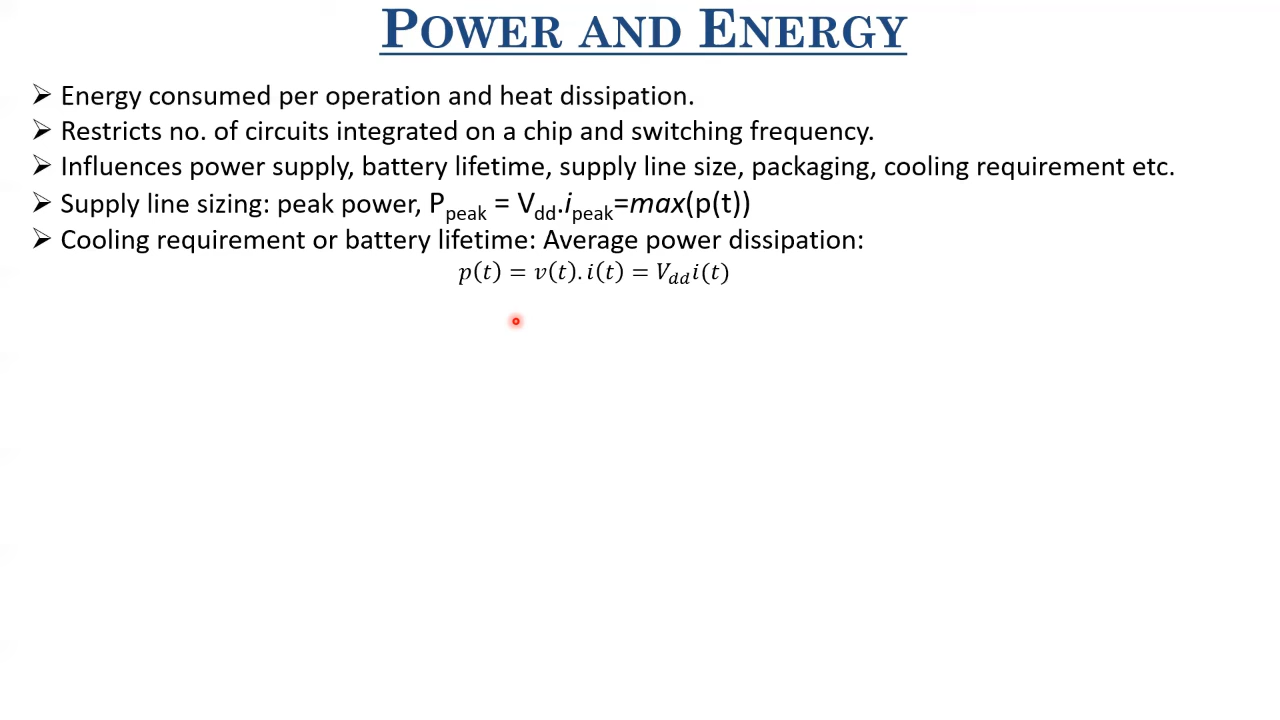 POWER AND ENERGY
➢ Energy consumed per operation and heat dissipation.
➢ Restricts no. of circuits integrated on a chip and switching frequency.
➢ Influences power supply, battery lifetime, supply line size, packaging, cooling requirement etc.
➢ Supply line sizing: peak power, P_peak = V_dd.i_peak=max(p(t))
➢ Cooling requirement or battery lifetime: Average power dissipation:
p(t) = v(t). i(t) = V_dd i(t)